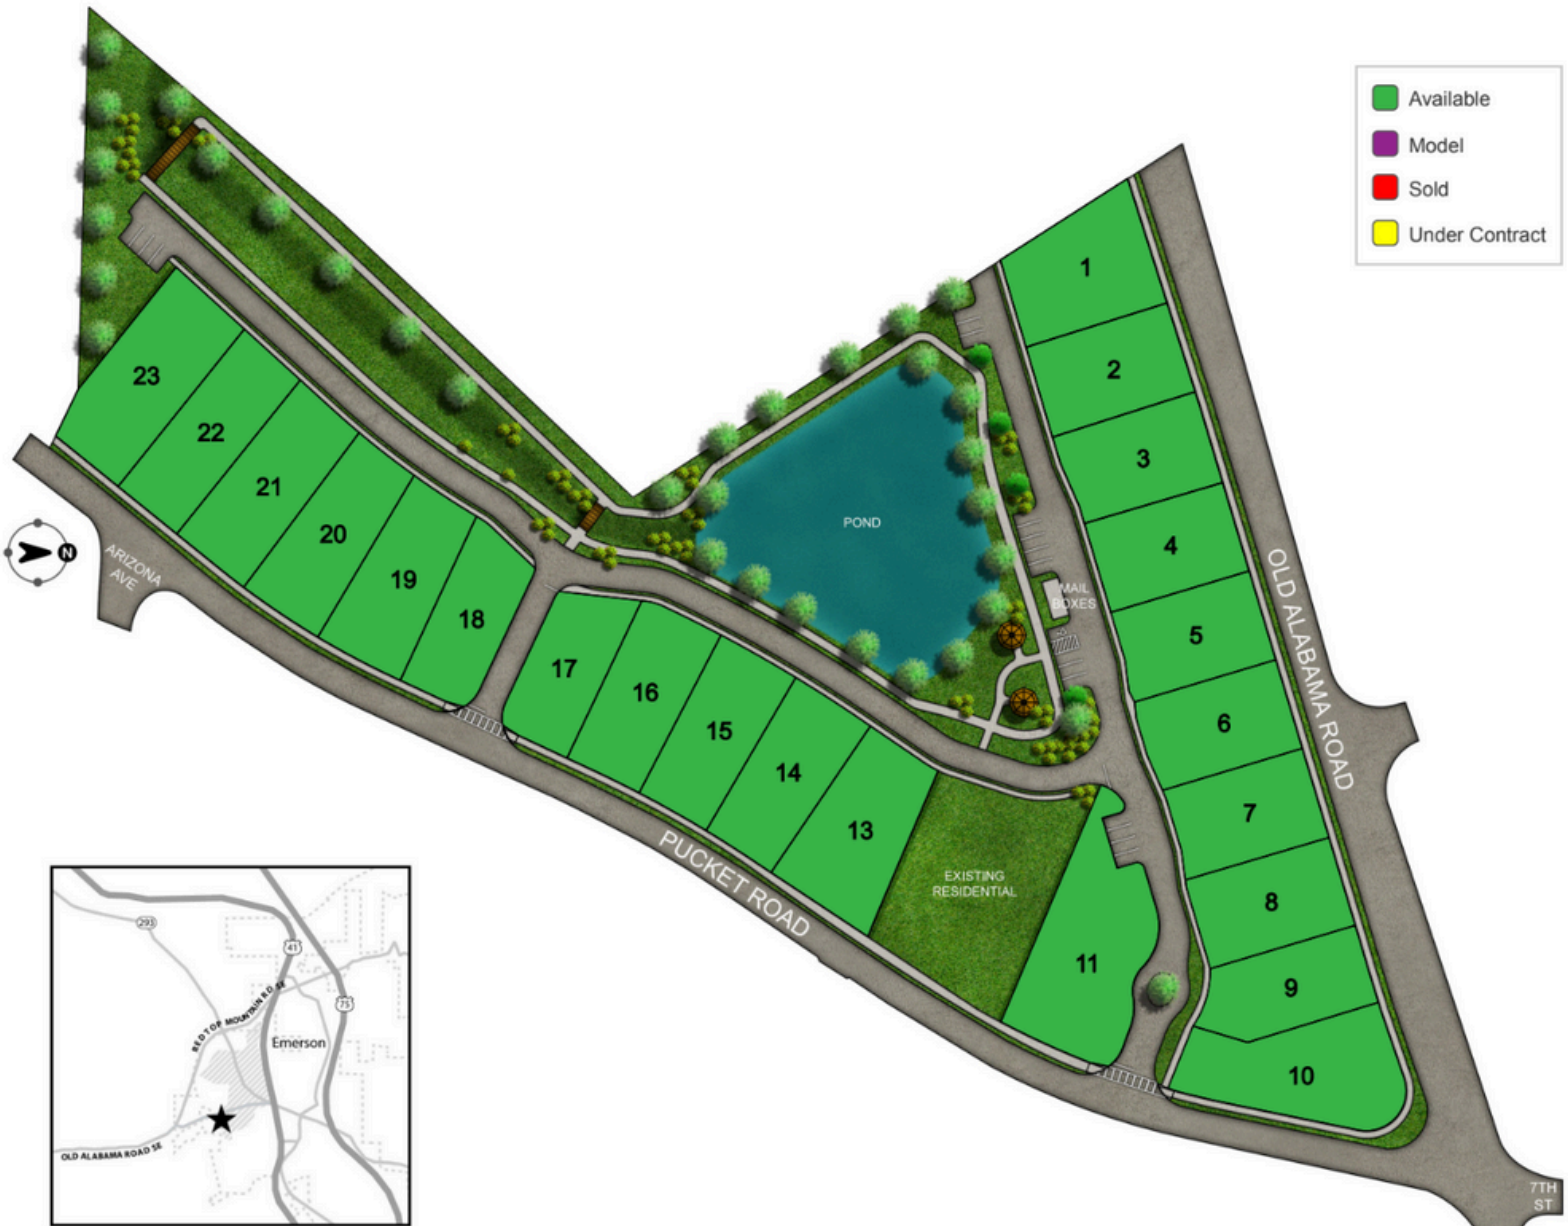 Available
Model
Sold
Under Contract
1
2
3
4
5
6
7
8
9
10
11
13
14
15
16
17
18
19
20
21
22
23
POND
MAIL
BOXES
EXISTING
RESIDENTIAL
OLD ALABAMA ROAD
PUCKET ROAD
ARIZONA
AVE
N
7TH
ST
293
41
75
RED TOP MOUNTAIN RD SE
Emerson
OLD ALABAMA ROAD SE